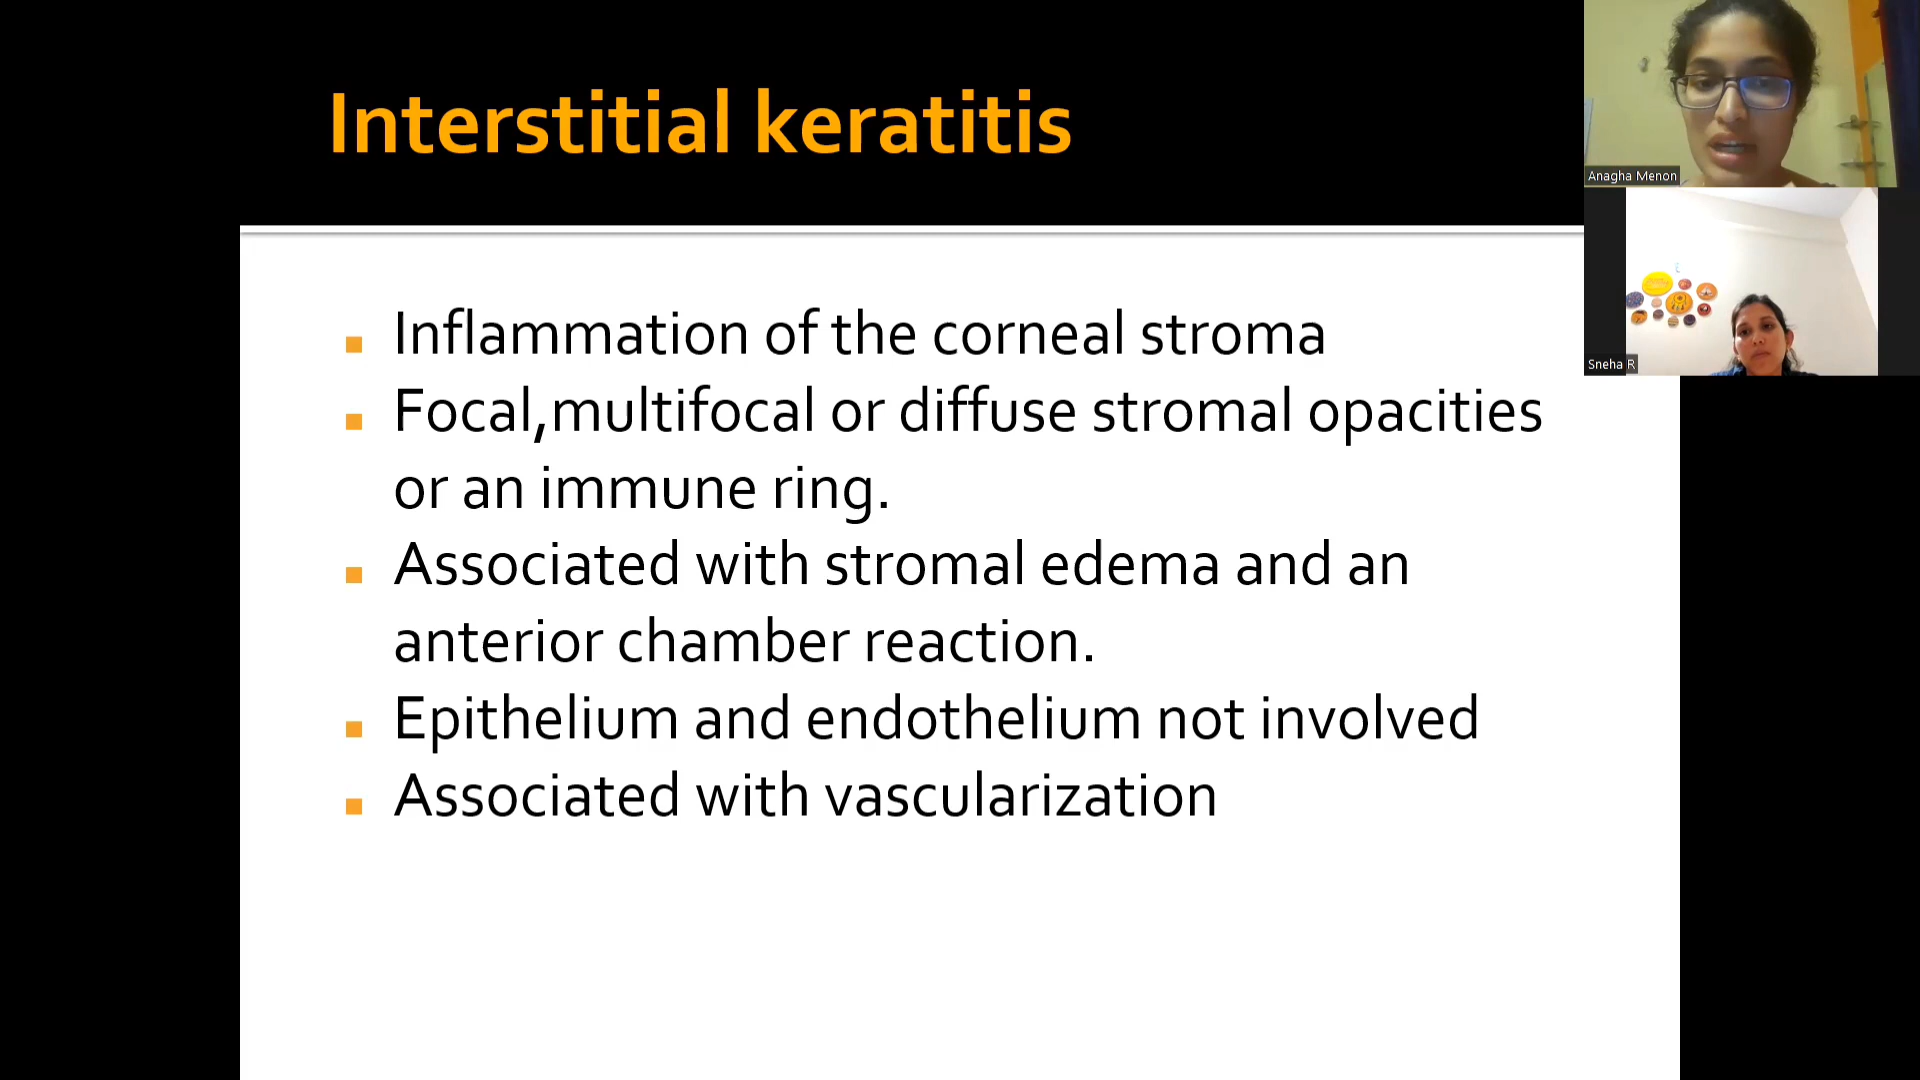 Interstitial keratitis
Inflammation of the corneal stroma
Focal,multifocal or diffuse stromal opacities
or an immune ring.
Associated with stromal edema and an
anterior chamber reaction.
Epithelium and endothelium not involved
Associated with vascularization
Anagha Menon
Sneha R